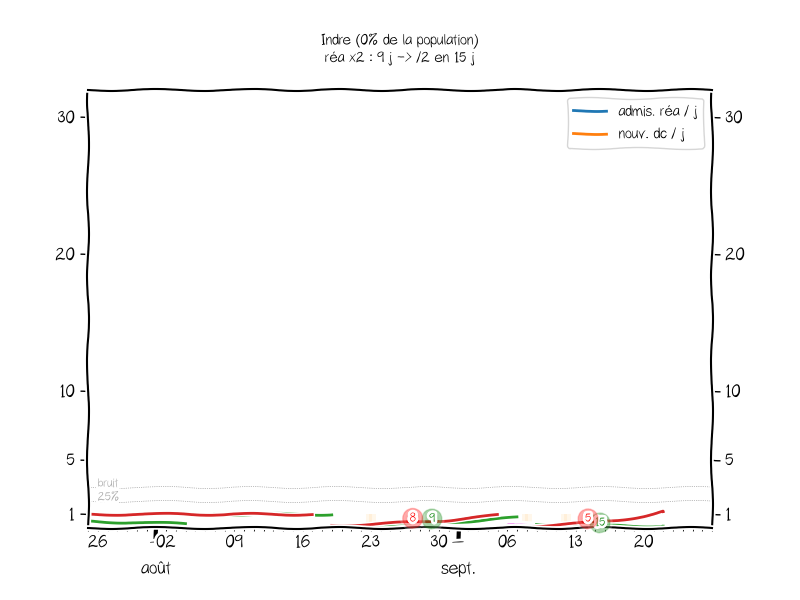 Indre (0% de la population)
réa x2 : 9 j -> /2 en 15 j
admis. réa / j
nouv. dc / j
30 30
20 20
10 10
5 5
bruit
25%
1 1
8 9 5 15
26 02 09 16 23 30 06 13 20
août sept.